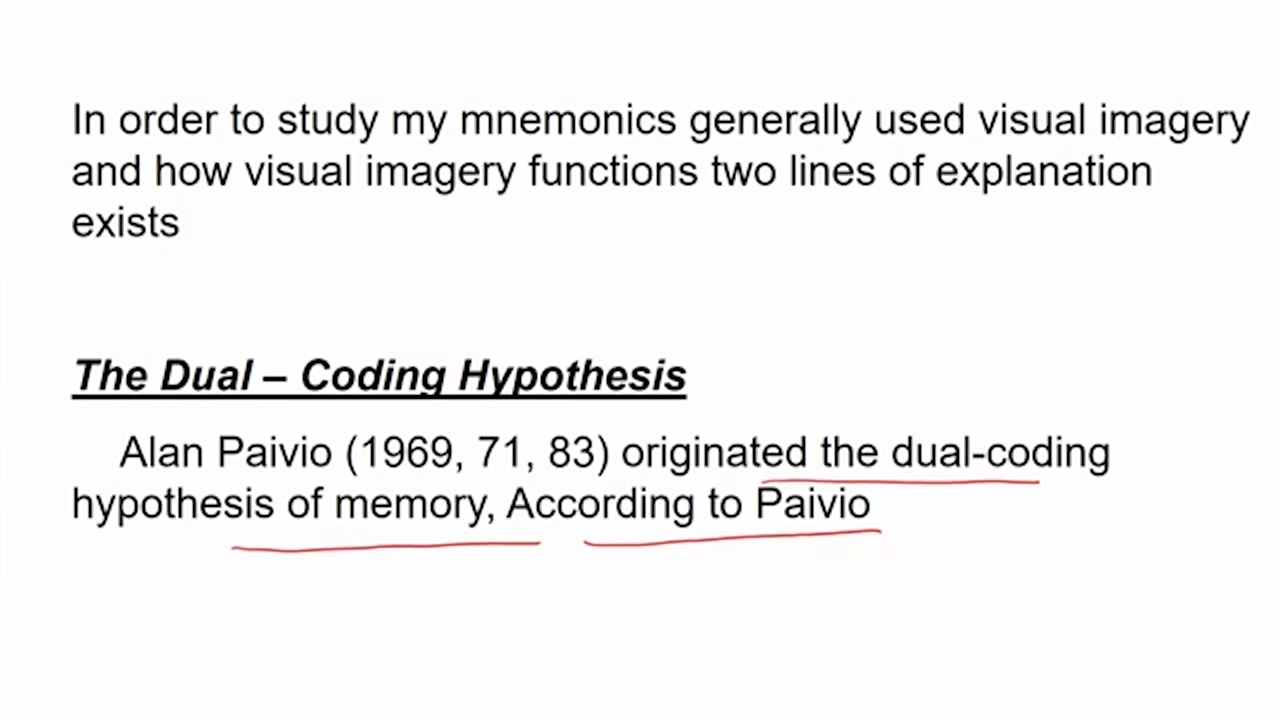 In order to study my mnemonics generally used visual imagery
and how visual imagery functions two lines of explanation
exists
The Dual – Coding Hypothesis
Alan Paivio (1969, 71, 83) originated the dual-coding
hypothesis of memory, According to Paivio